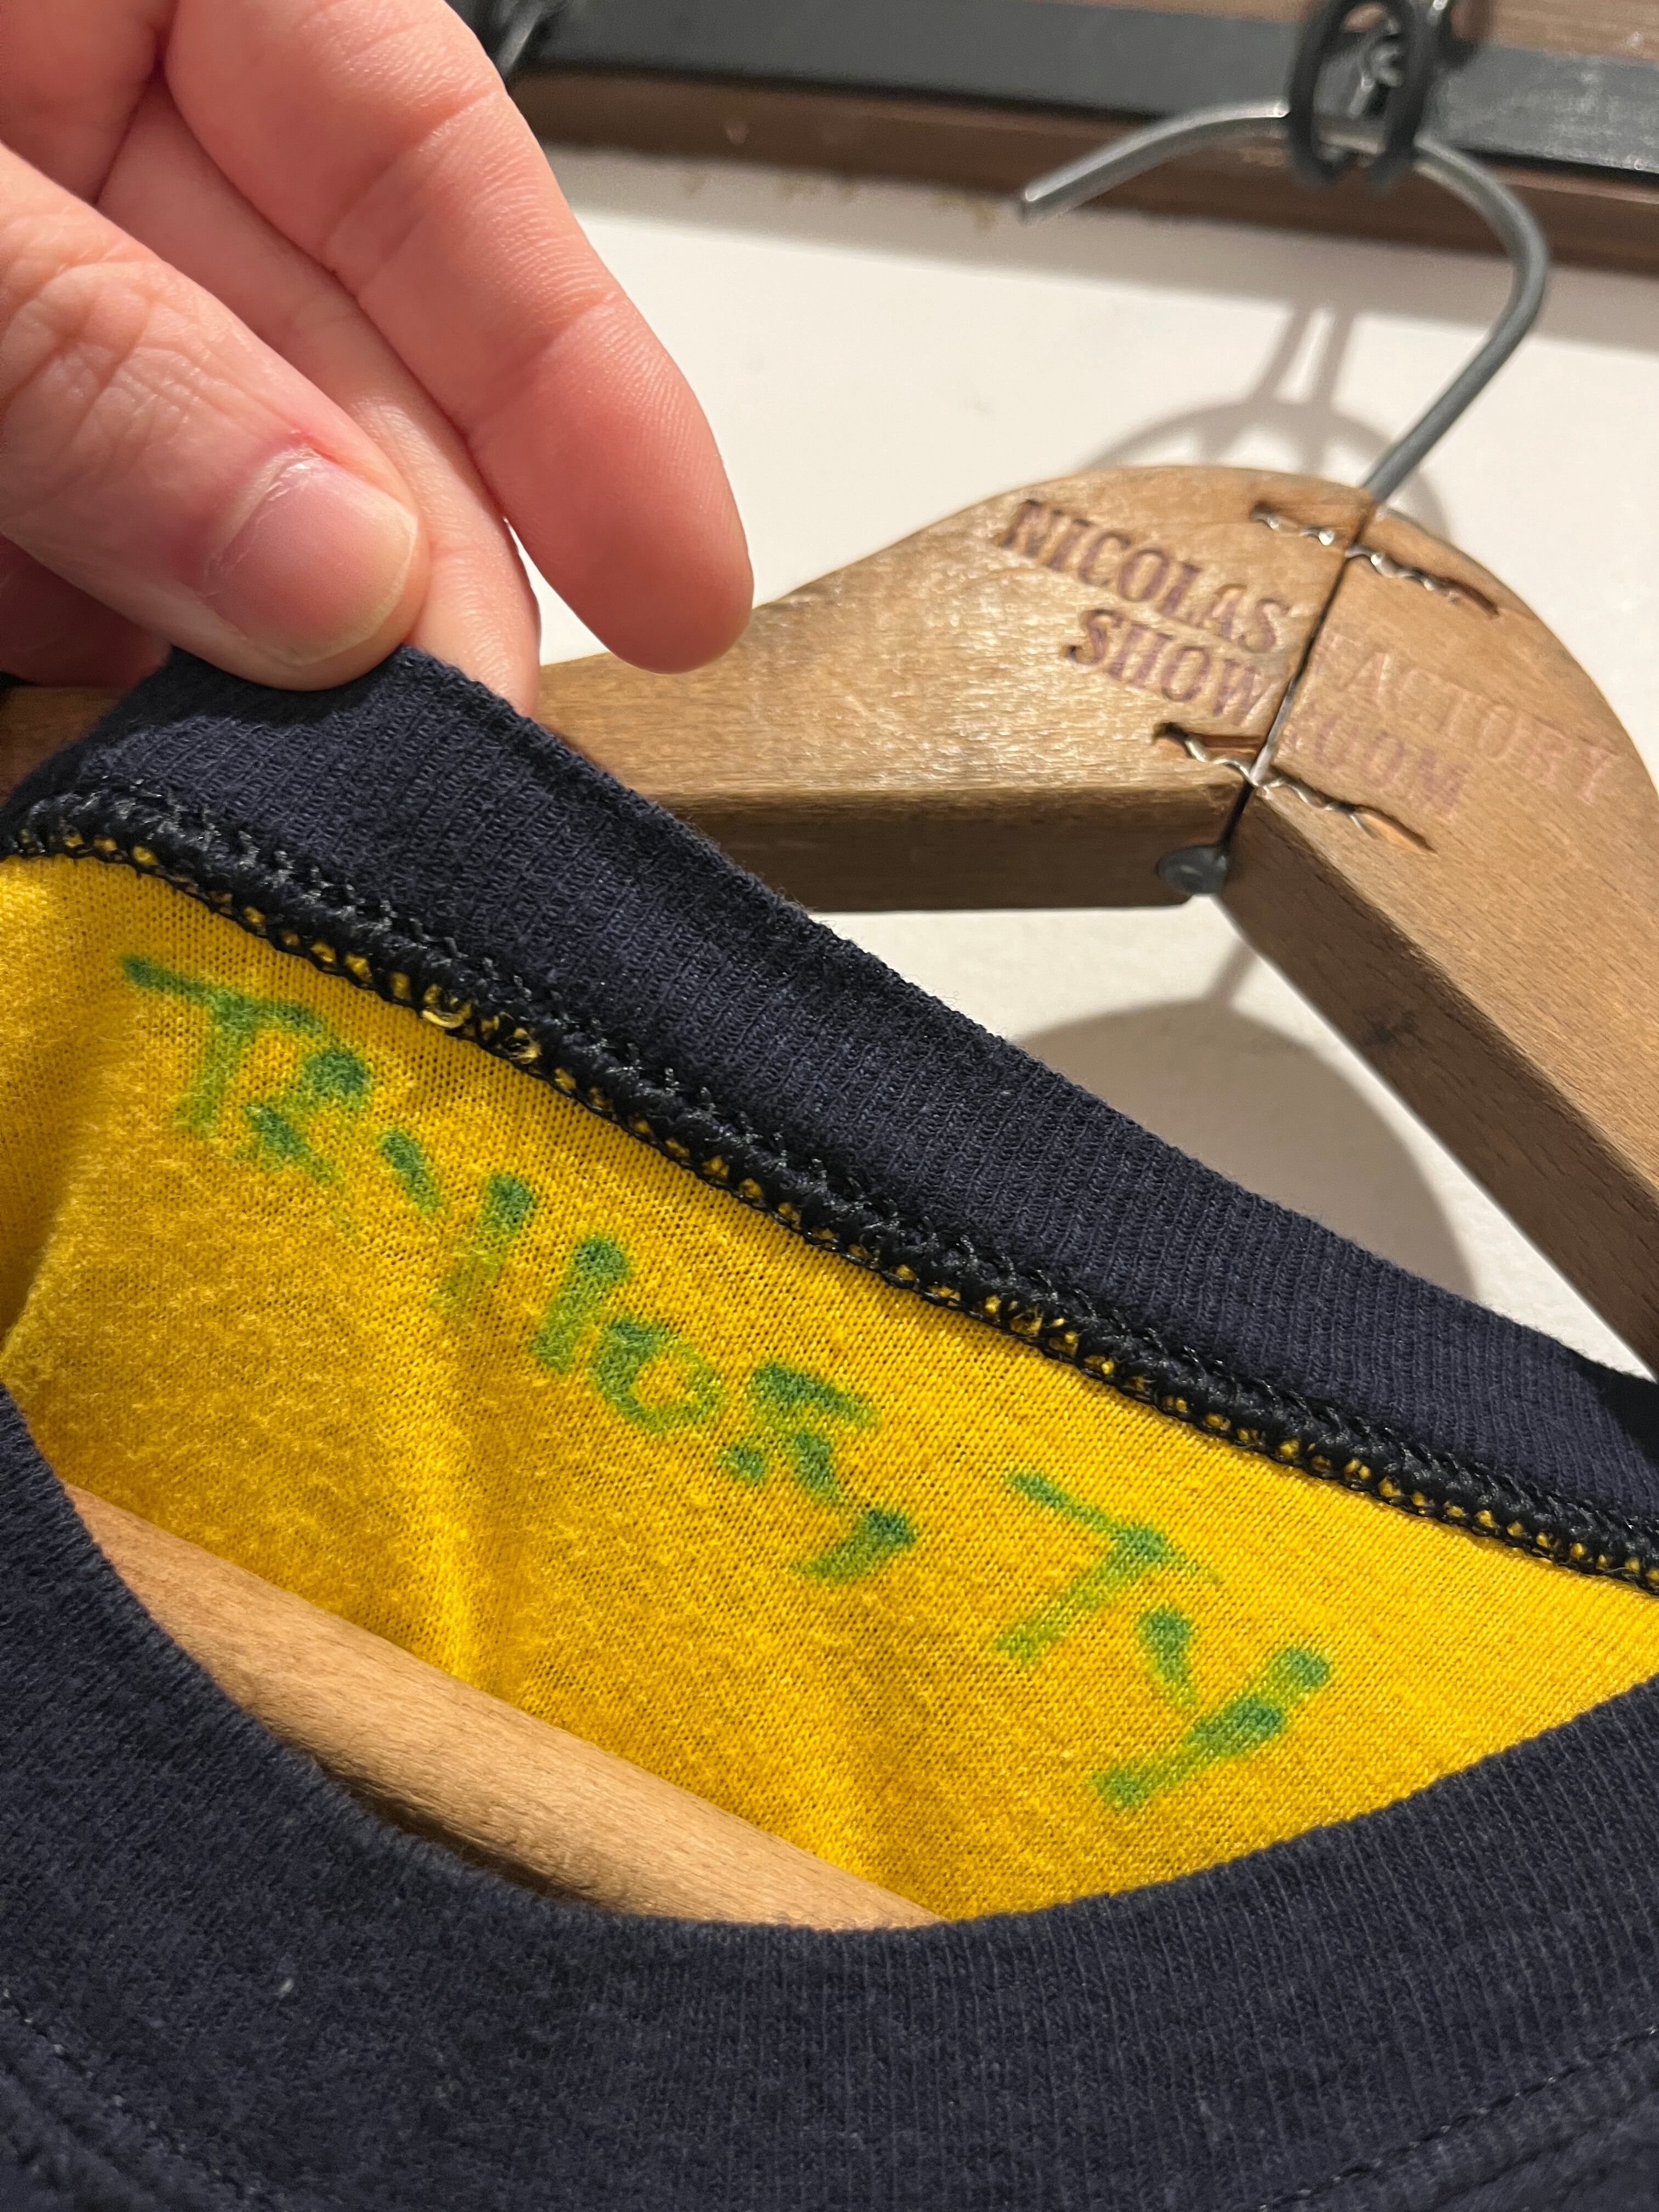 NICOLAS FACTORY
SHOW ROOM
Taylor, Ty